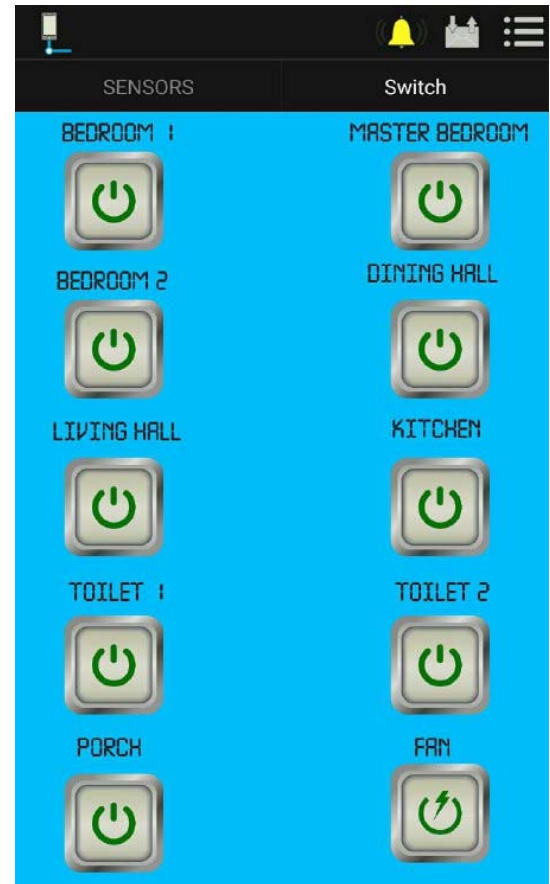 SENSORS Switch
BEDROOM 1 MASTER BEDROOM
BEDROOM 2 DINING HALL
LIVING HALL KITCHEN
TOILET 1 TOILET 2
PORCH FAN